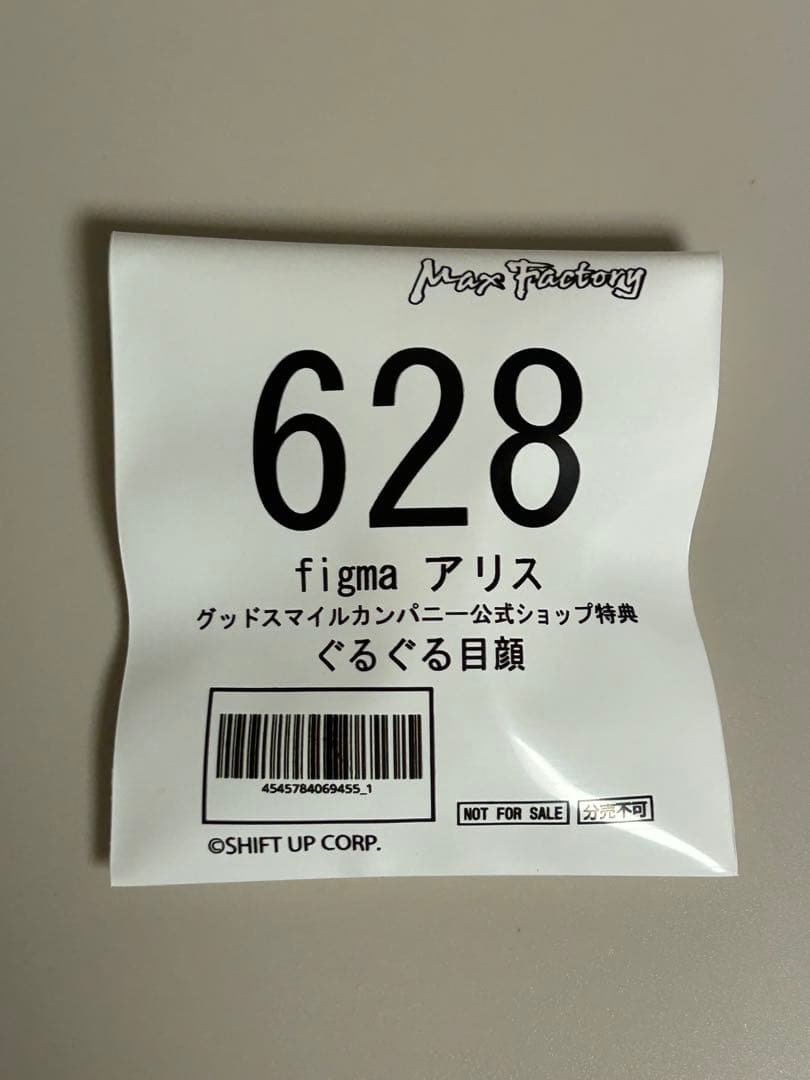 Max Factory
628
figma アリス
グッドスマイルカンパニー公式ショップ特典
ぐるぐる目顔
4545784069455_1
NOT FOR SALE 分売不可
©SHIFT UP CORP.